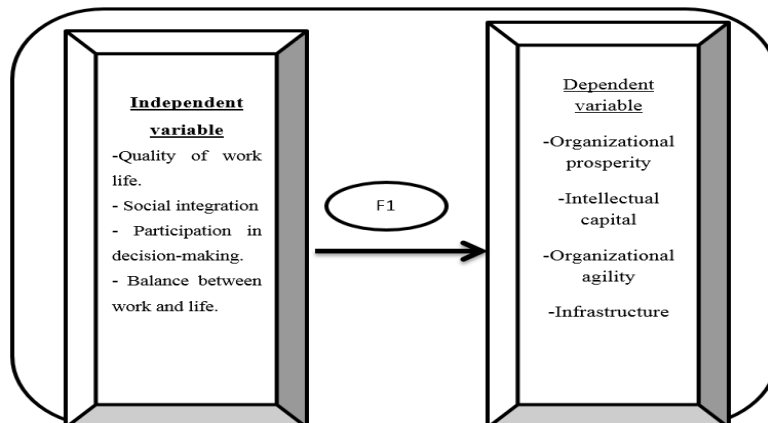 Independent
variable
-Quality of work
life.
- Social integration
- Participation in
decision-making.
- Balance between
work and life.
F1
Dependent
variable
-Organizational
prosperity
-Intellectual
capital
-Organizational
agility
-Infrastructure